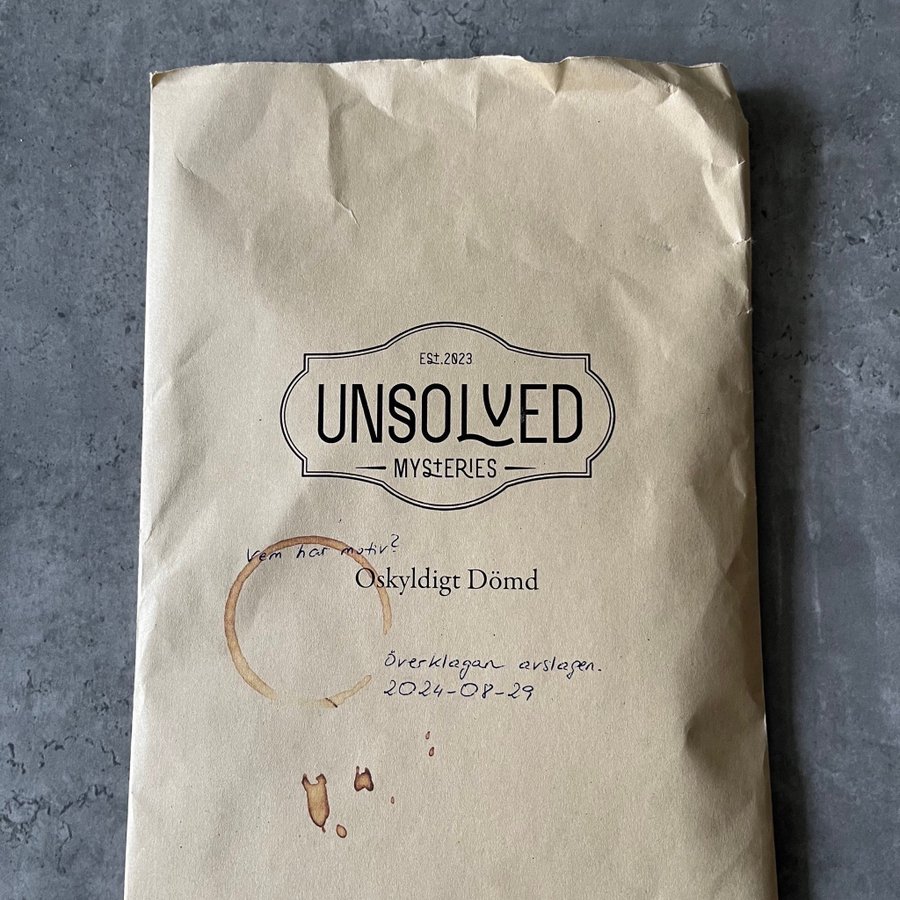 Est.2023
UNSOLVED
MYSTERIES
Vem har motiv?
Oskyldigt Dömd
Överklagan avslagen.
2024-08-29